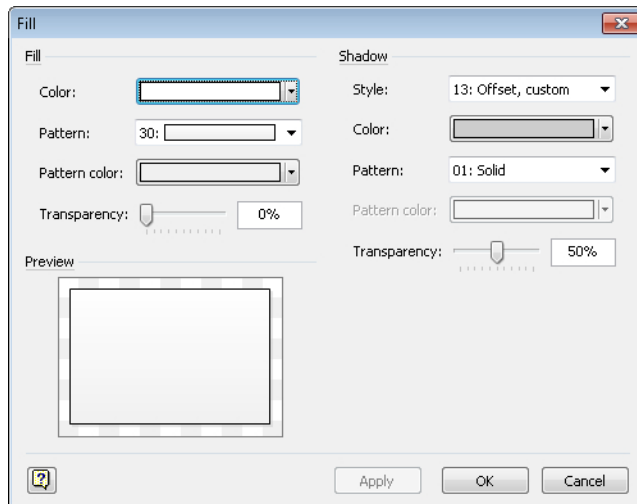 Fill
Fill
Color:
Pattern: 30:
Pattern color:
Transparency: 0%
Preview
Shadow
Style: 13: Offset, custom
Color:
Pattern: 01: Solid
Pattern color:
Transparency: 50%
?
Apply OK Cancel